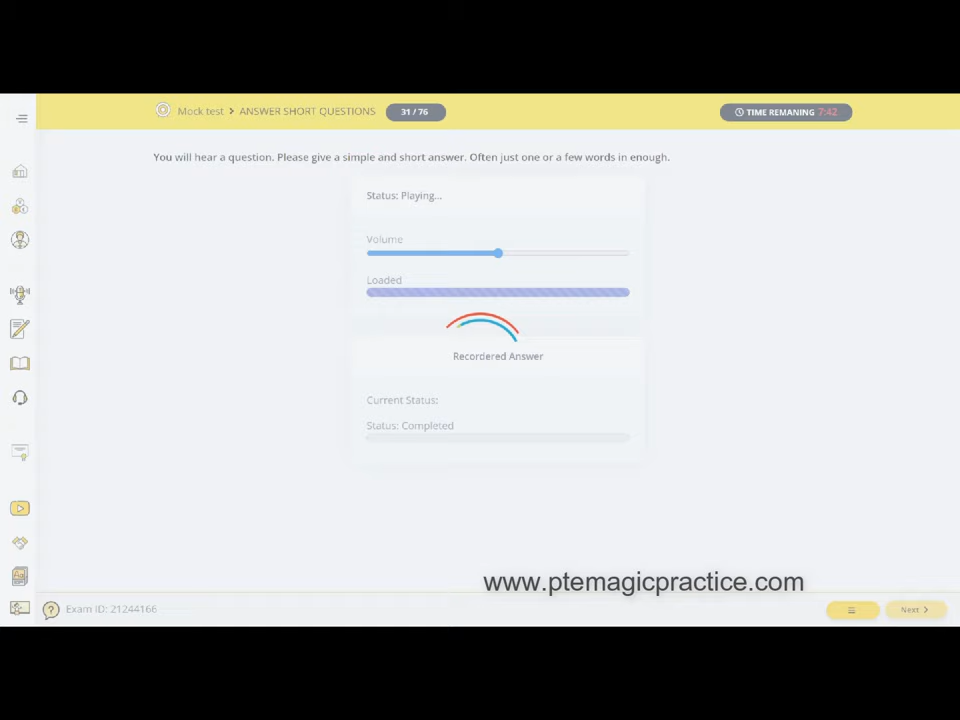 Mock test > ANSWER SHORT QUESTIONS 31 / 76 TIME REMANING 7:42
You will hear a question. Please give a simple and short answer. Often just one or a few words in enough.
Status: Playing...
Volume
Loaded
Recordered Answer
Current Status:
Status: Completed
www.ptemagicpractice.com
Exam ID: 21244166 Next >